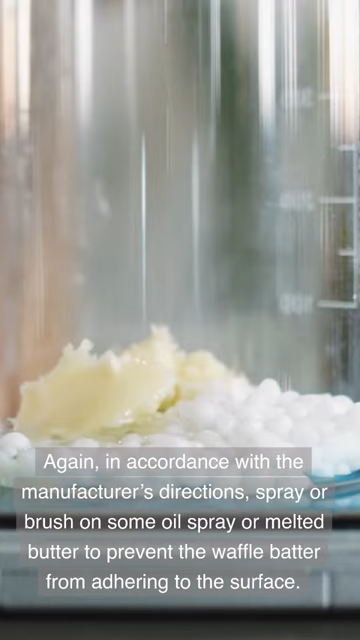 Again, in accordance with the
manufacturer's directions, spray or
brush on some oil spray or melted
butter to prevent the waffle batter
from adhering to the surface.